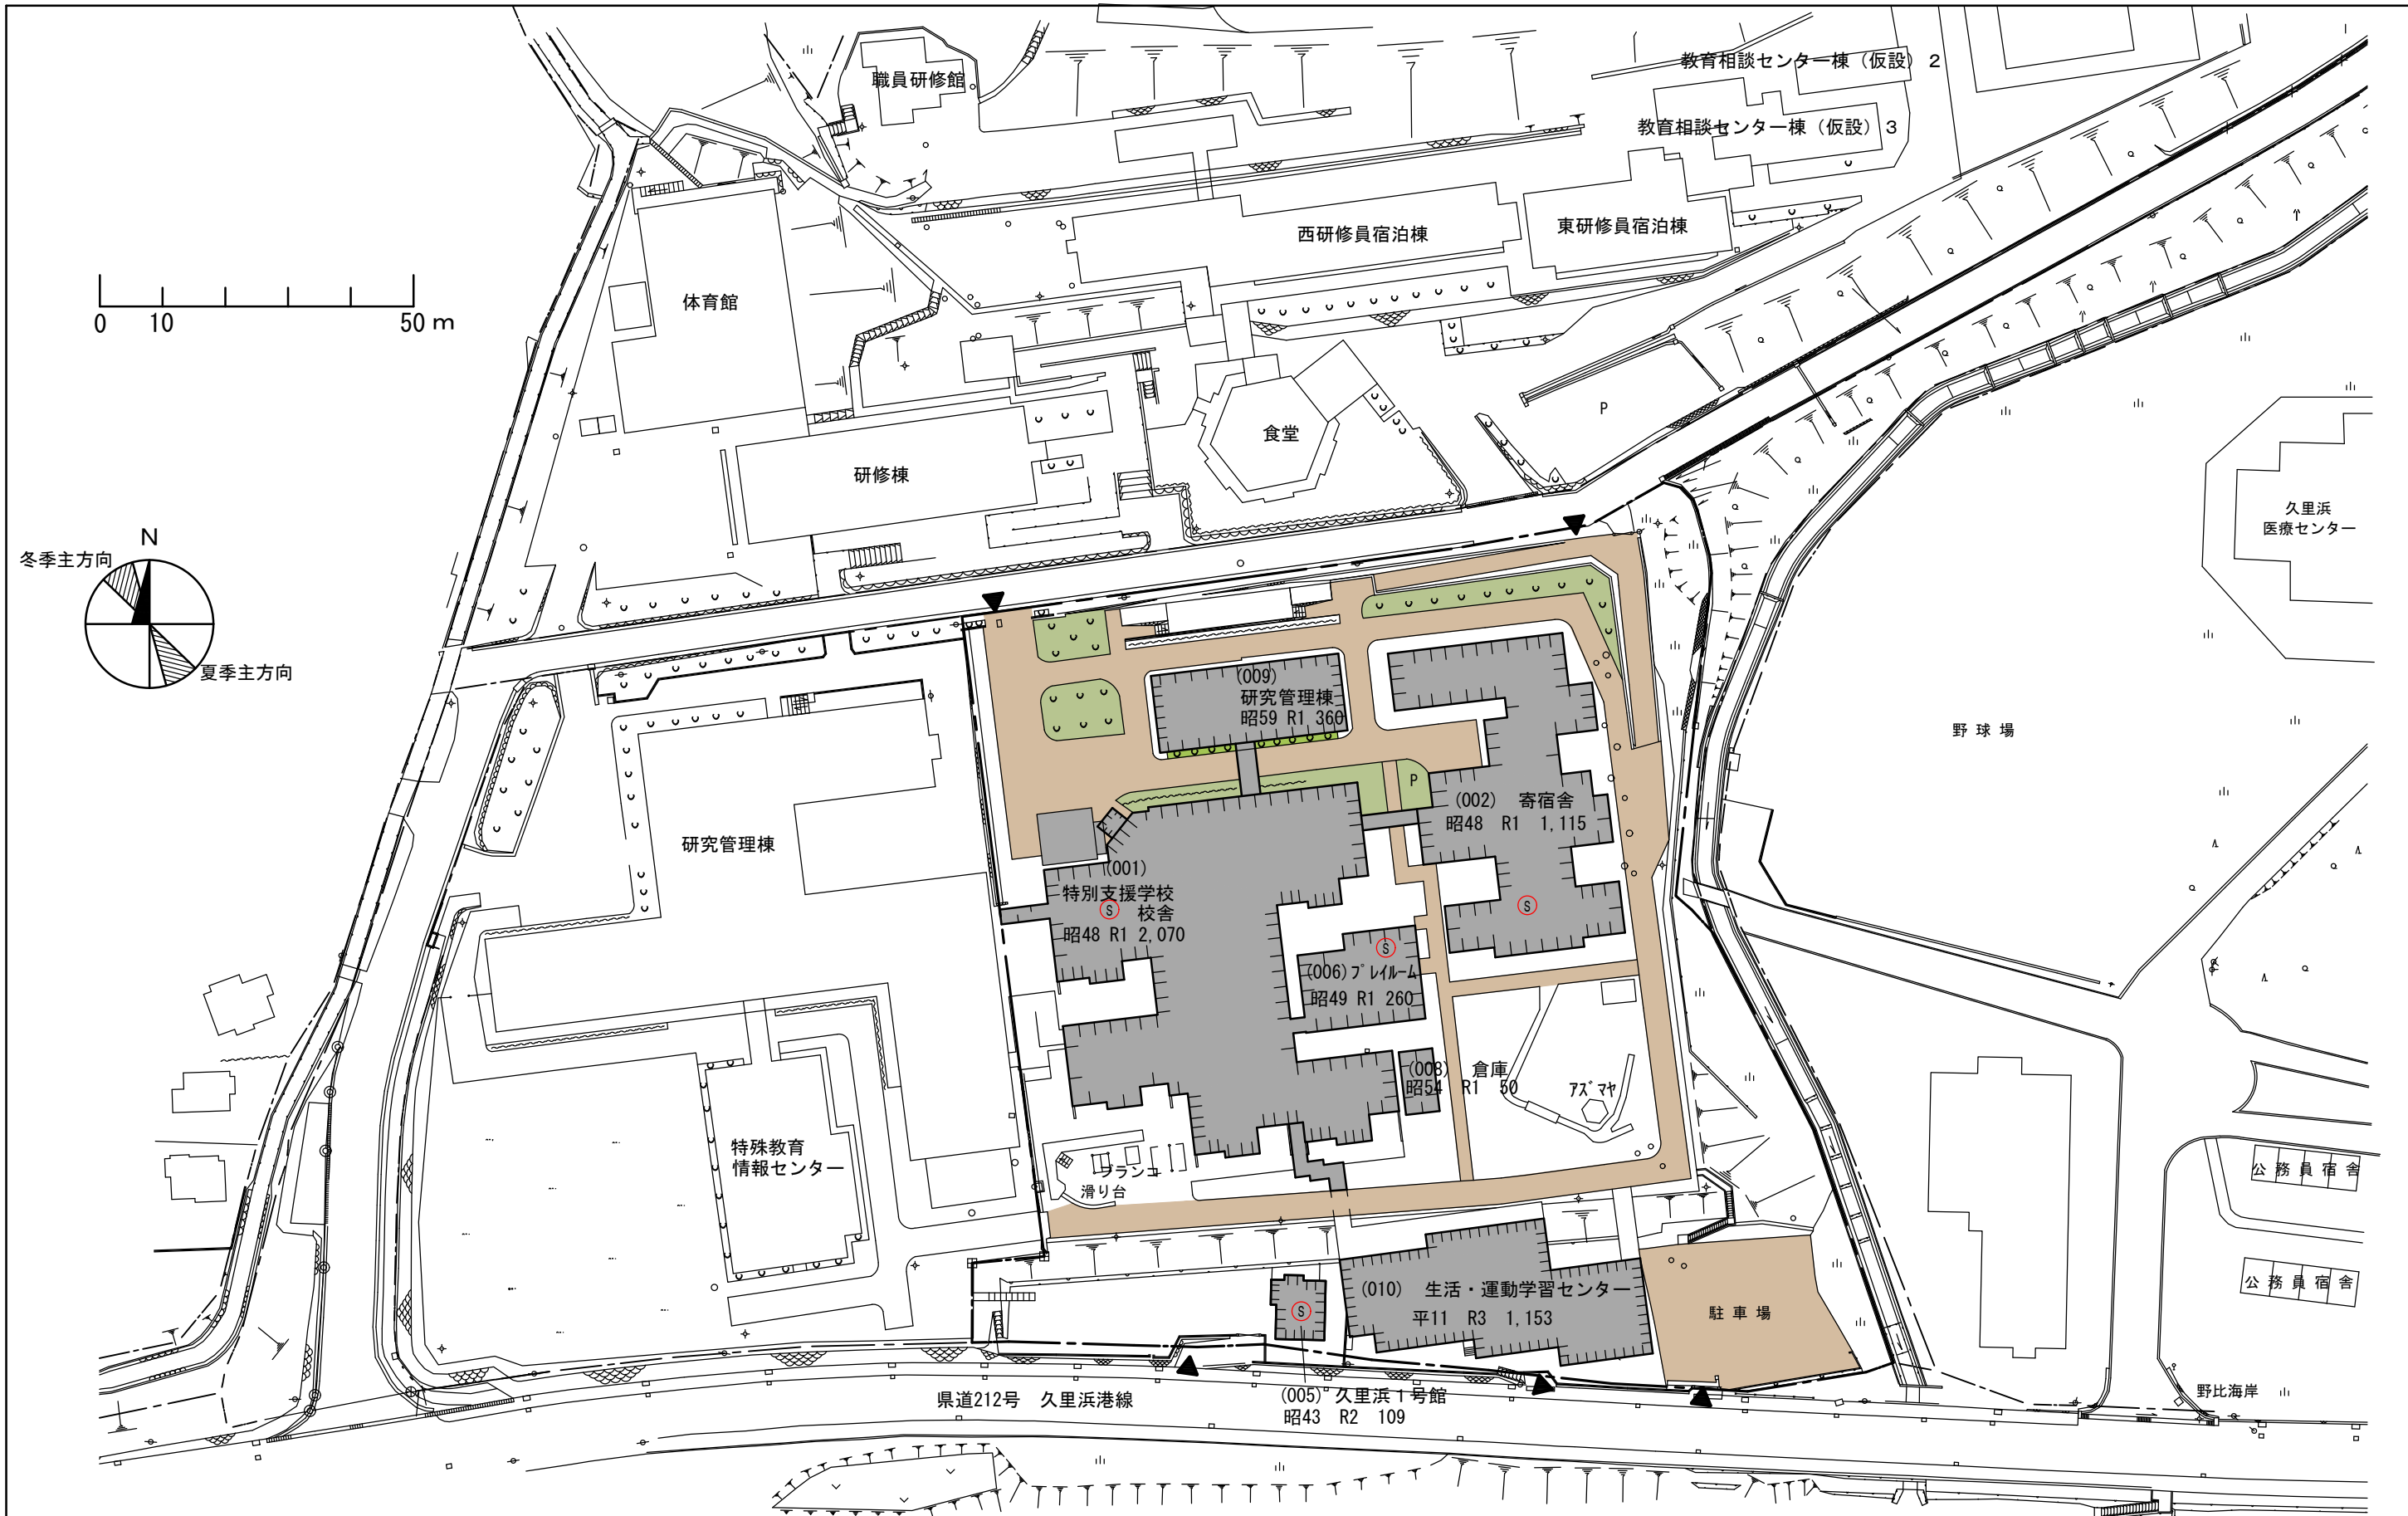 職員研修館
教育相談センター棟（仮設）２
教育相談センター棟（仮設）３
西研修員宿泊棟
東研修員宿泊棟
体育館
0 10 50 m
P
食堂
研修棟
久里浜
医療センター
N
冬季主方向
夏季主方向
(009)
研究管理棟
昭59 R1 360
野球場
P
(002) 寄宿舎
昭48 R1 1,115
研究管理棟
(001)
特別支援学校
校舎
昭48 R1 2,070
S
S
S
(006)プレイルーム
昭49 R1 260
(008) 倉庫
昭54 R1 50
アズマヤ
特殊教育
情報センター
ブランコ
滑り台
公務員宿舎
公務員宿舎
(010) 生活・運動学習センター
平11 R3 1,153
S
駐車場
県道212号 久里浜港線
(005) 久里浜１号館
昭43 R2 109
野比海岸